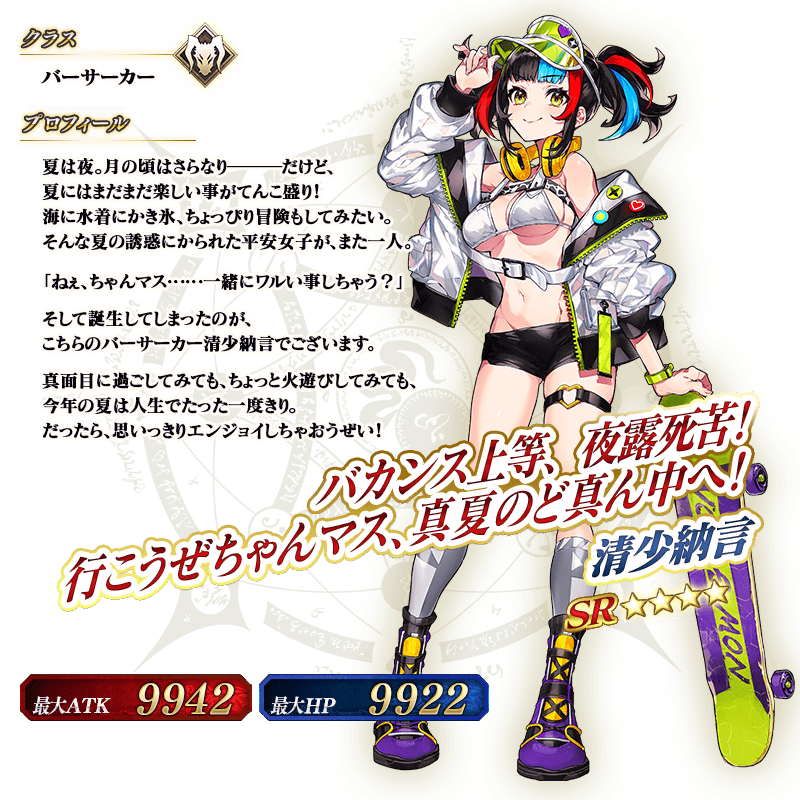 クラス
バーサーカー
プロフィール
夏は夜。月の頃はさらなり――――だけど、
夏にはまだまだ楽しい事がてんこ盛り!
海に水着にかき氷、ちょっぴり冒険もしてみたい。
そんな夏の誘惑にかられた平安女子が、また一人。
「ねぇ、ちゃんマス……一緒にワルい事しちゃう?」
そして誕生してしまったのが、
こちらのバーサーカー清少納言でございます。
真面目に過ごしてみても、ちょっと火遊びしてみても、
今年の夏は人生でたった一度きり。
だったら、思いっきりエンジョイしちゃおうぜい!
バカンス上等、夜露死苦!
行こうぜちゃんマス、真夏のど真ん中へ!
清少納言
SR
最大ATK 9942
最大HP 9922